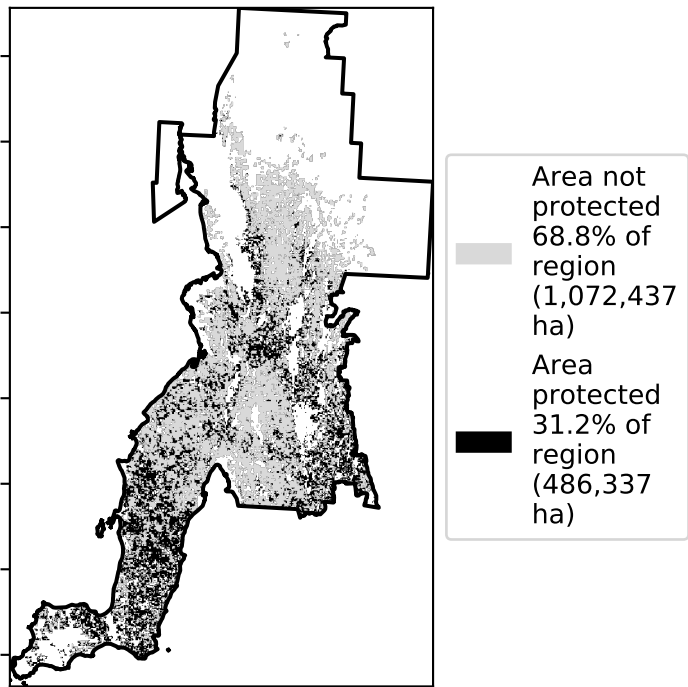 Area not
protected
68.8% of
region
(1,072,437
ha)
Area
protected
31.2% of
region
(486,337
ha)